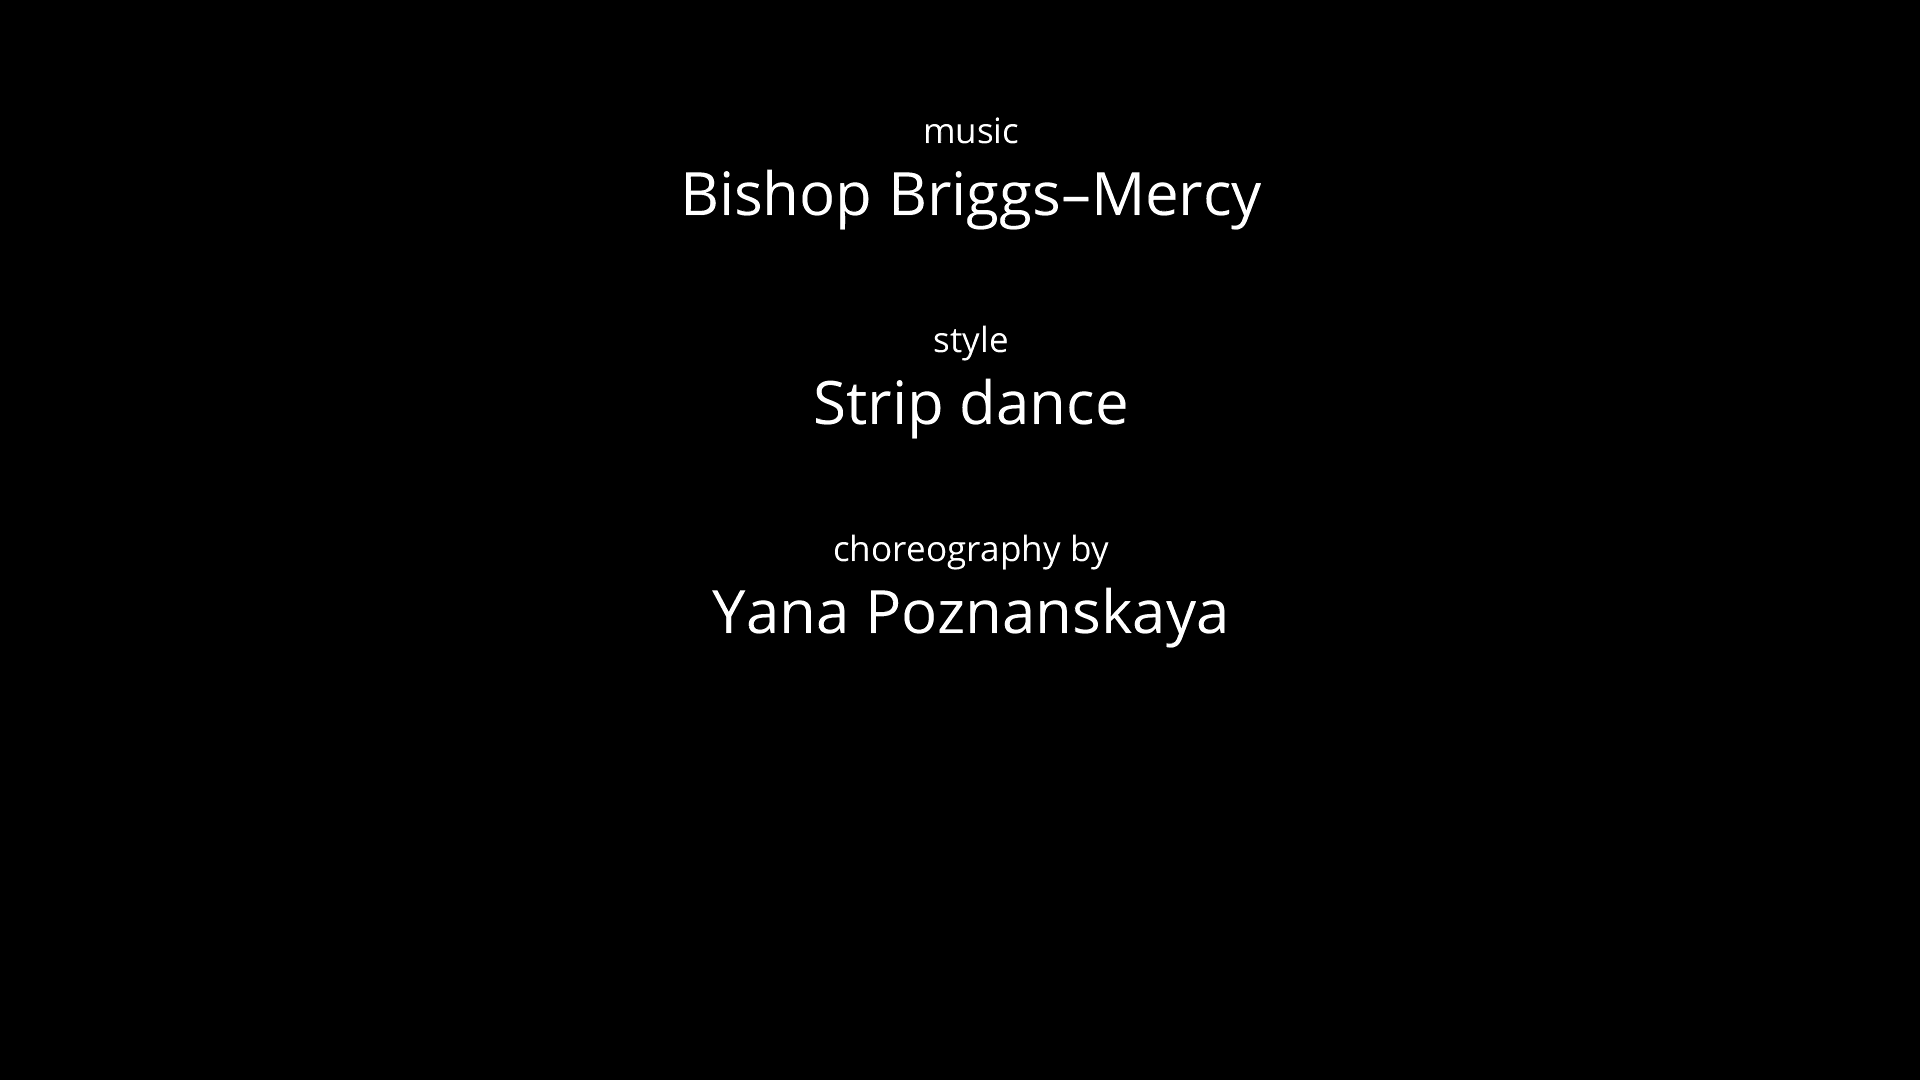 music
Bishop Briggs–Mercy
style
Strip dance
choreography by
Yana Poznanskaya